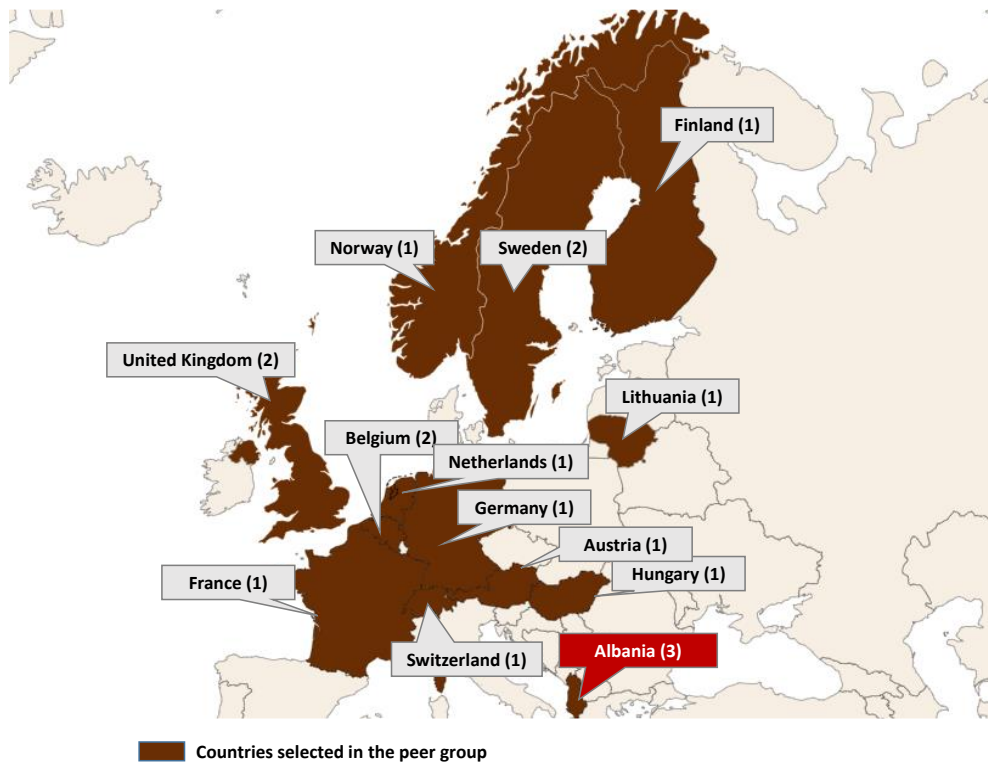 Finland (1)
Norway (1)
Sweden (2)
United Kingdom (2)
Lithuania (1)
Belgium (2)
Netherlands (1)
Germany (1)
Austria (1)
Hungary (1)
France (1)
Switzerland (1)
Albania (3)
Countries selected in the peer group